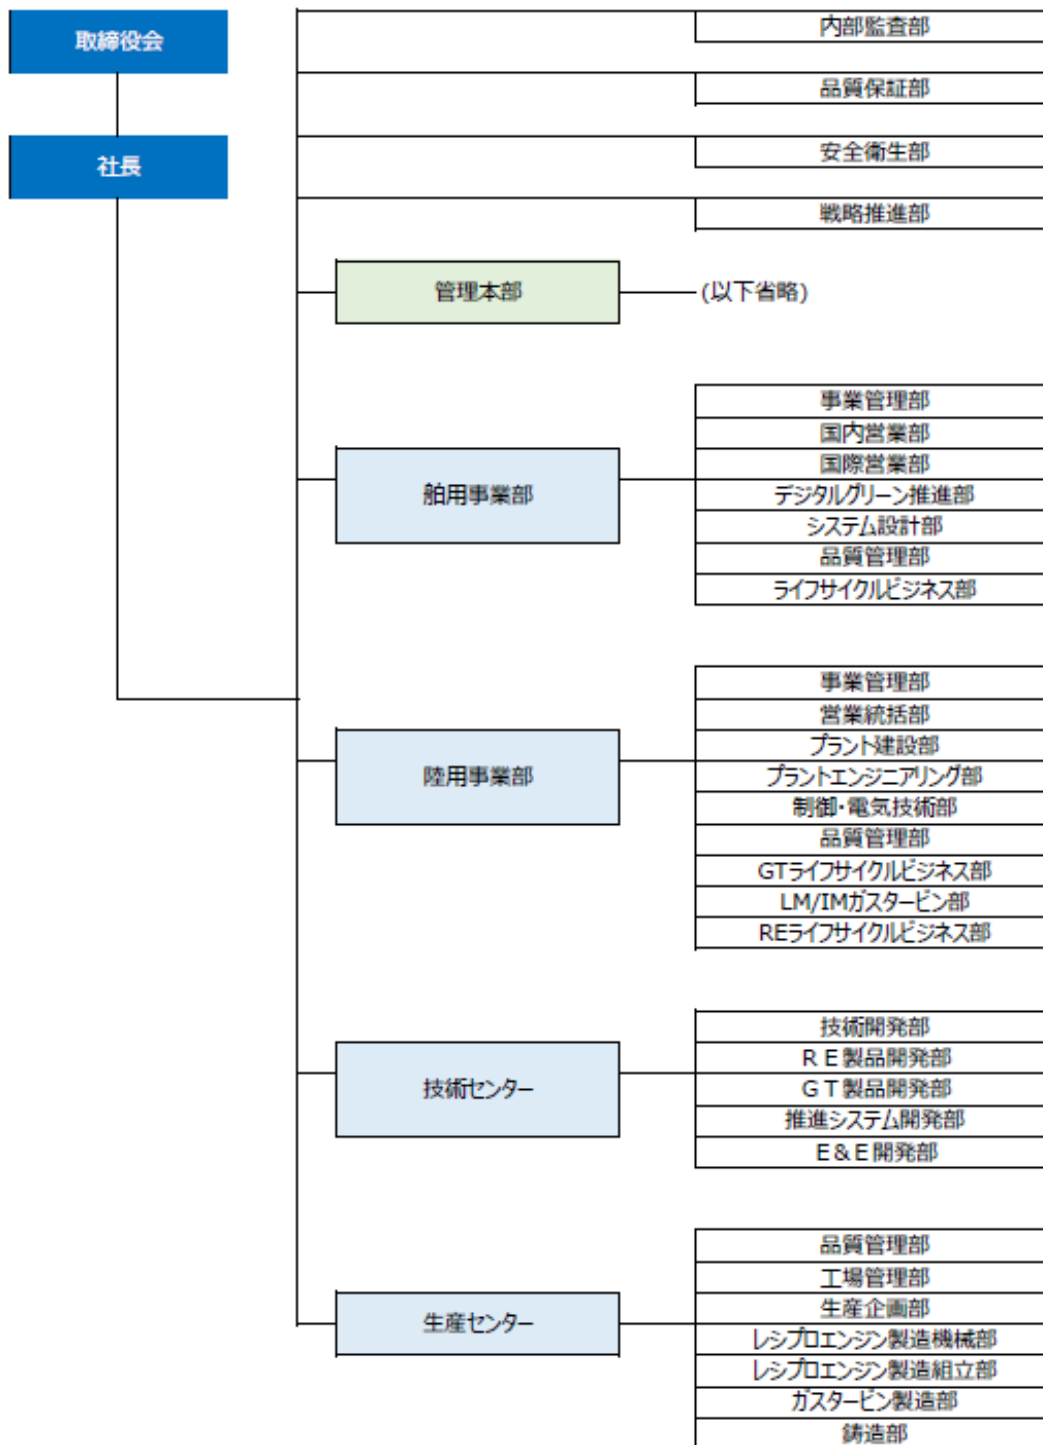 取締役会
社長
内部監査部
品質保証部
安全衛生部
戦略推進部
管理本部
(以下省略)
舶用事業部
事業管理部
国内営業部
国際営業部
デジタルグリーン推進部
システム設計部
品質管理部
ライフサイクルビジネス部
陸用事業部
事業管理部
営業統括部
プラント建設部
プラントエンジニアリング部
制御・電気技術部
品質管理部
GTライフサイクルビジネス部
LM/IMガスタービン部
REライフサイクルビジネス部
技術センター
技術開発部
ＲＥ製品開発部
ＧＴ製品開発部
推進システム開発部
Ｅ＆Ｅ開発部
生産センター
品質管理部
工場管理部
生産企画部
レシプロエンジン製造機械部
レシプロエンジン製造組立部
ガスタービン製造部
鋳造部